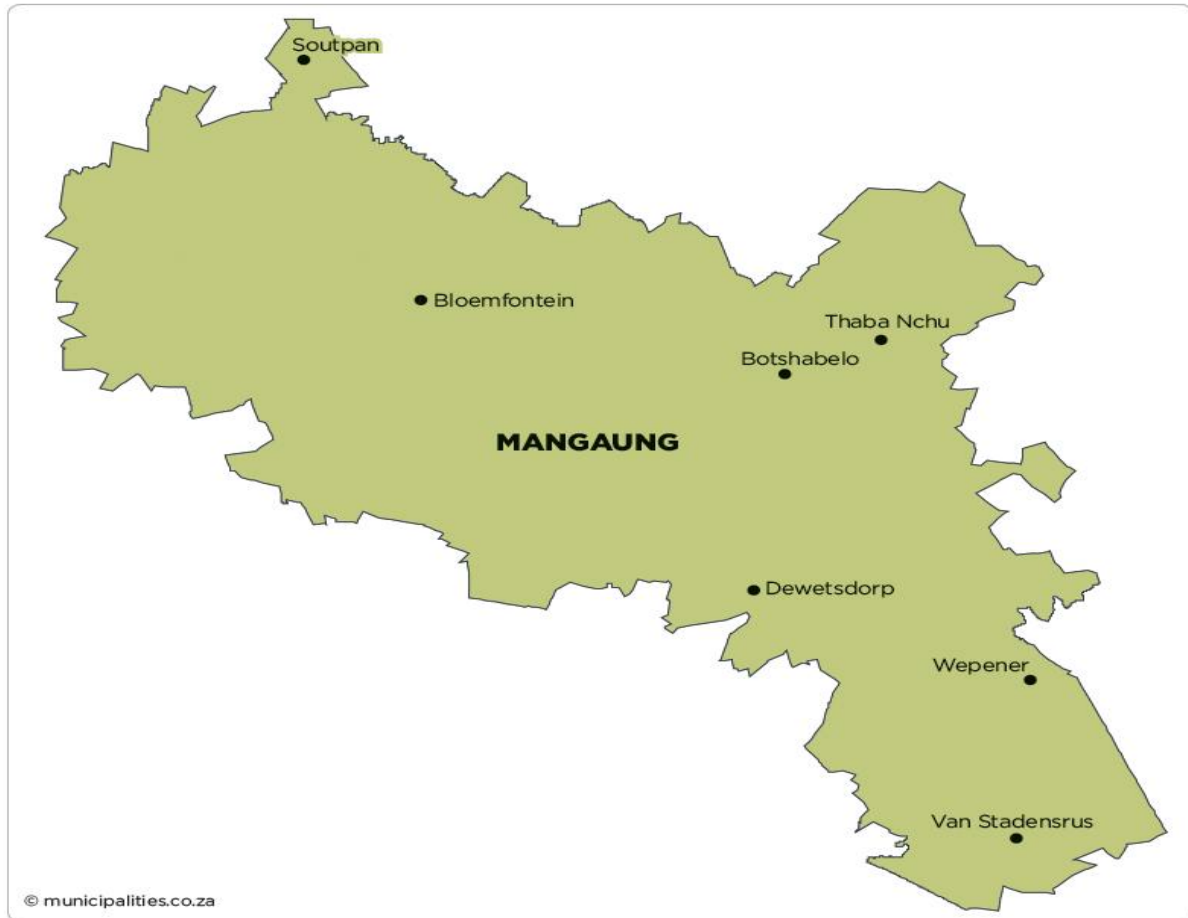 Soutpan
Bloemfontein
Thaba Nchu
Botshabelo
MANGAUNG
Dewetsdorp
Wepener
Van Stadensrus
© municipalities.co.za